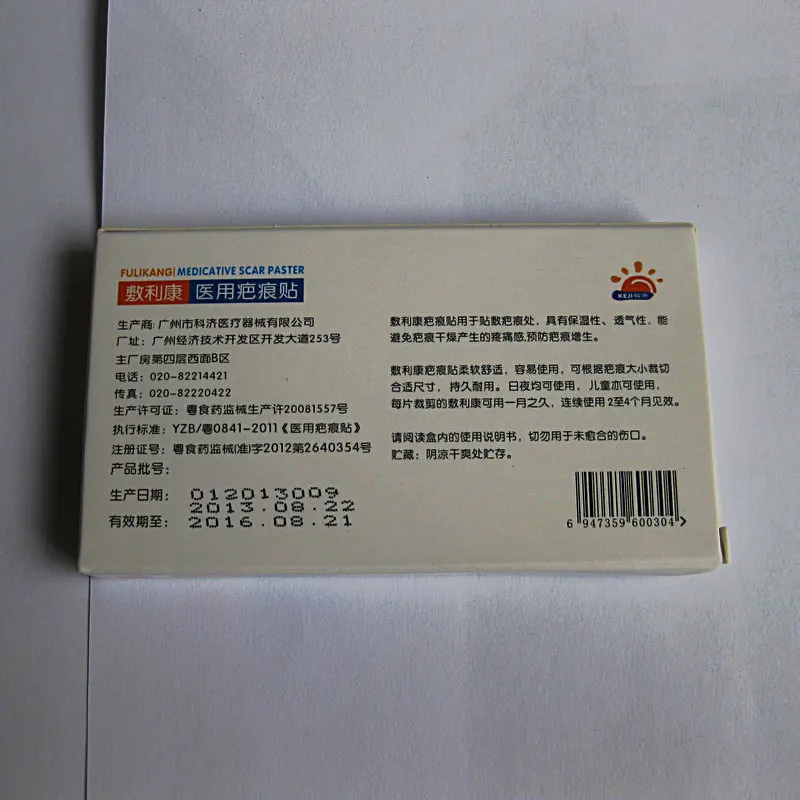 FULIKANG|MEDICATIVE SCAR PASTER
敷利康 医用疤痕贴
生产商:广州市科济医疗器械有限公司
厂址：广州经济技术开发区开发大道253号
主厂房第四层西面B区
电话：020-82214421
传真：020-82220422
生产许可证：粤食药监械生产许20081557号
执行标准：YZB/粤0841-2011《医用疤痕贴》
注册证号：粤食药监械(准)字2012第2640354号
产品批号：
生产日期：
012013009
2013.08.22
有效期至：
2016.08.21
KEJI科济
敷利康疤痕贴用于贴敷疤痕处，具有保湿性、透气性，能
避免疤痕干燥产生的疼痛感,预防疤痕增生。
敷利康疤痕贴柔软舒适，容易使用，可根据疤痕大小裁切
合适尺寸，持久耐用。日夜均可使用，儿童亦可使用，
每片裁剪的敷利康可用一月之久，连续使用2至4个月见效。
请阅读盒内的使用说明书，切勿用于未愈合的伤口。
贮藏：阴凉干爽处贮存。
6 947359 600304